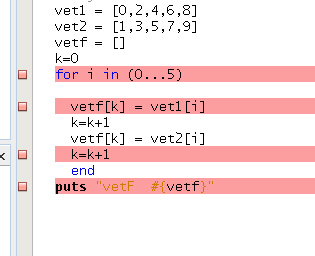 vet1 = [0,2,4,6,8]
vet2 = [1,3,5,7,9]
vetf = []
k=0
for i in (0...5)
vetf[k] = vet1[i]
k=k+1
vetf[k] = vet2[i]
k=k+1
end
puts "vetF  #{vetf}"